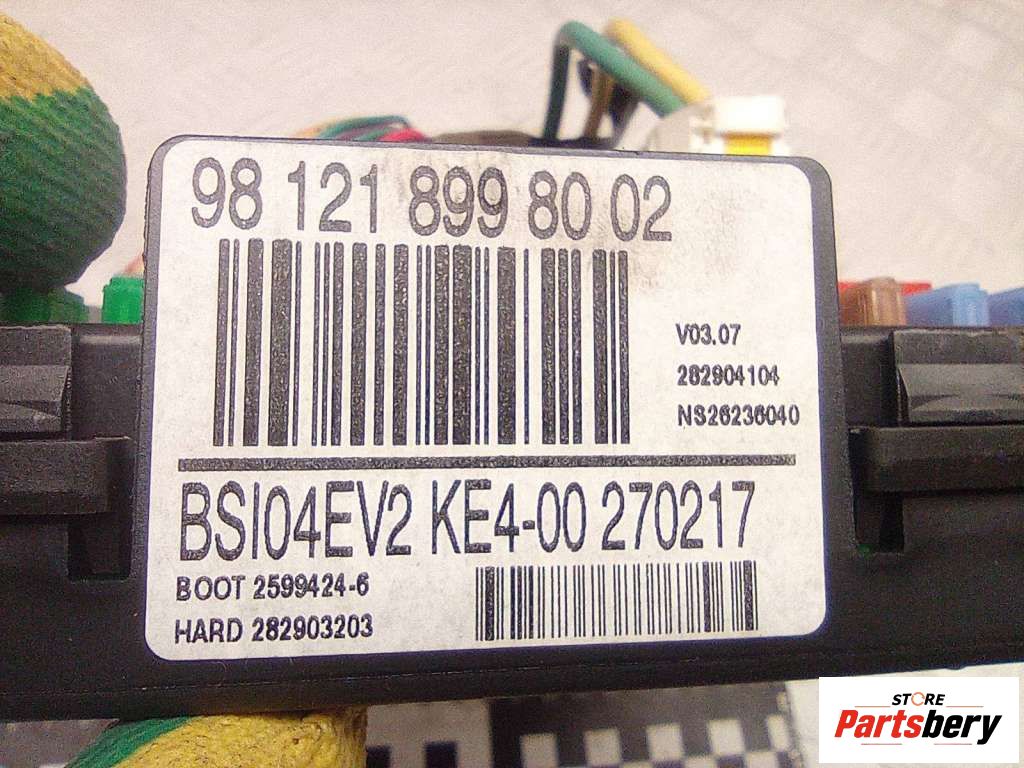 98 121 899 80 02
V03.07
282904104
NS26236040
BSI04EV2 KE4-00 270217
BOOT 2599424-6
HARD 282903203
STORE
Partsbery